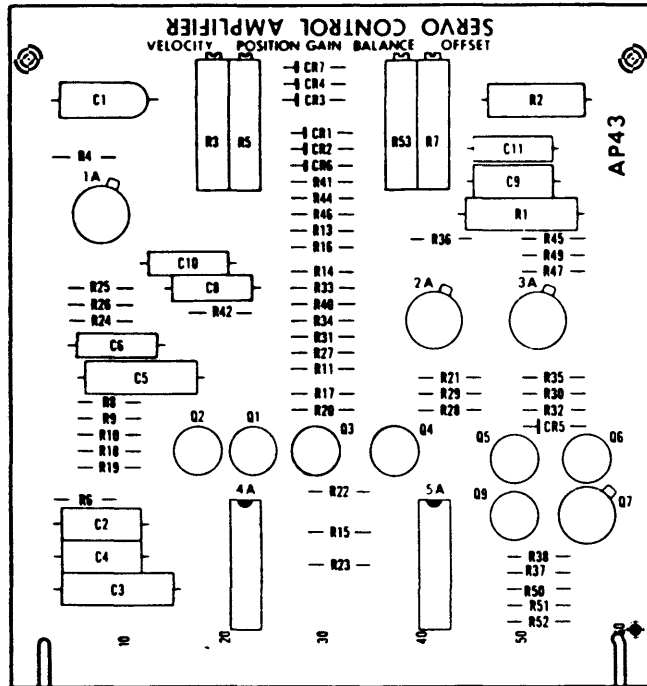 SERVO CONTROL AMPLIFIER
VELOCITY POSITION GAIN BALANCE OFFSET
CR7
CR4
CR3
C1
R3
R5
R53
R7
R2
AP43
CR1
CR2
CR6
C11
R4
1A
R41
C9
R44
R46
R1
R13
R16
R36
R45
R49
C10
R14
R47
R25
C8
R33
2A
3A
R26
R42
R40
R24
R34
C6
R31
R27
C5
R11
R21
R35
R8
R17
R29
R30
R9
R20
R28
R32
Q2
Q1
Q3
Q4
CR5
R10
Q5
Q6
R18
R19
4A
R22
5A
Q9
Q7
R6
C2
R15
C4
R23
R38
R37
C3
R50
R51
R52
10
20
30
40
50